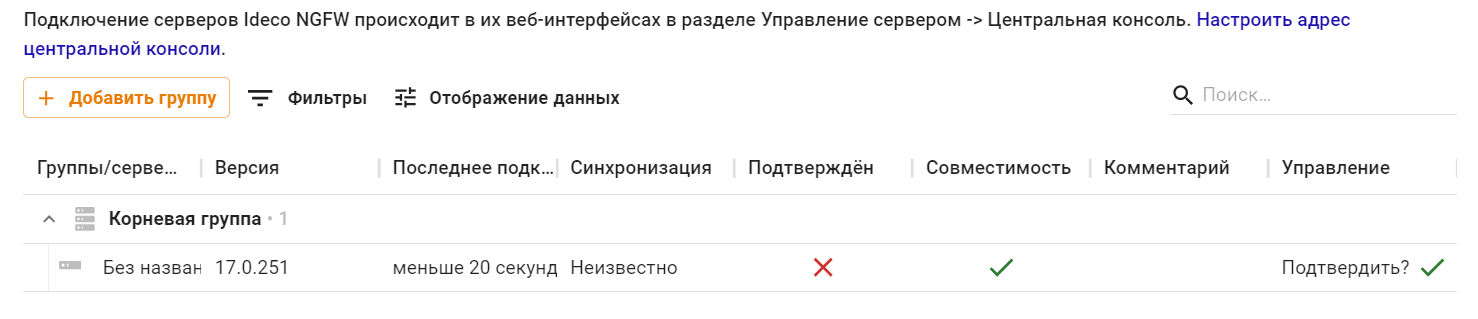 Подключение серверов Ideco NGFW происходит в их веб-интерфейсах в разделе Управление сервером -> Центральная консоль. Настроить адрес
центральной консоли.
Добавить группу Фильтры Отображение данных Поиск...
Группы/серве... Версия Последнее подк... Синхронизация Подтверждён Совместимость Комментарий Управление
Корневая группа • 1
Без назван 17.0.251 меньше 20 секунд Неизвестно Подтвердить?